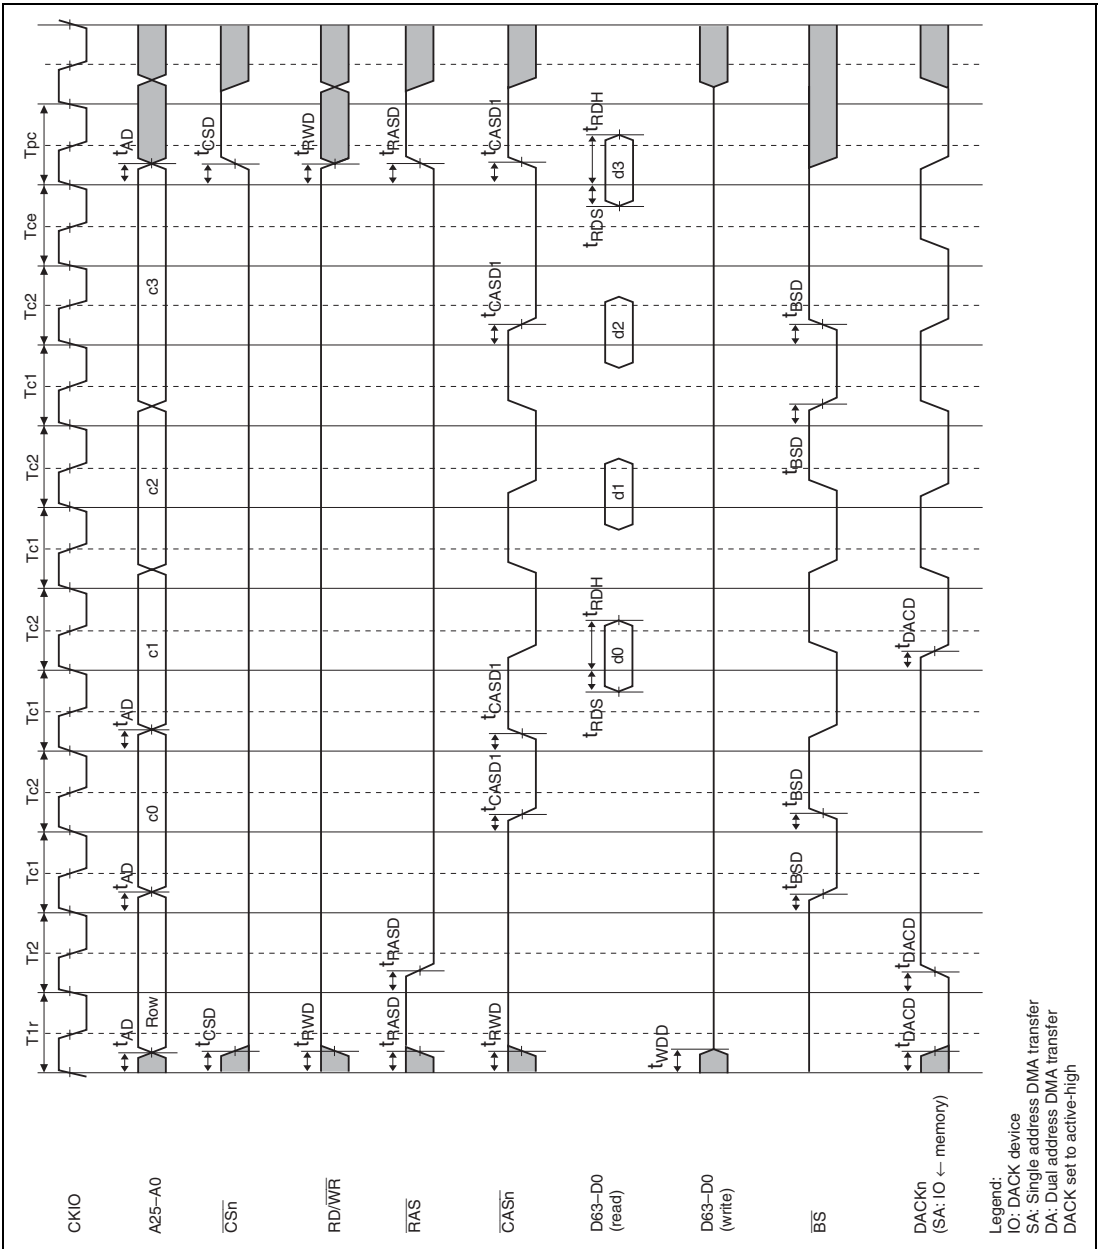 T1r Tr2 Tc1 Tc2 Tc1 Tc2 Tc1 Tc2 Tc1 Tc2 Tce Tpc
CKIO
tAD tAD tAD tAD
A25–A0
Row c0 c1 c2 c3
tCSD tCSD
CSn
tRWD tRWD
RD/WR
tRASD tRASD tRASD
RAS
tRWD tCASD1 tCASD1 tCASD1 tCASD1
CASn
tRDS tRDH tRDS tRDH
D63–D0
(read)
d0 d1 d2 d3
tWDD
D63–D0
(write)
tBSD tBSD tBSD tBSD
BS
tDACD tDACD tDACD
DACKn
(SA: IO ← memory)
Legend:
IO: DACK device
SA: Single address DMA transfer
DA: Dual address DMA transfer
DACK set to active-high